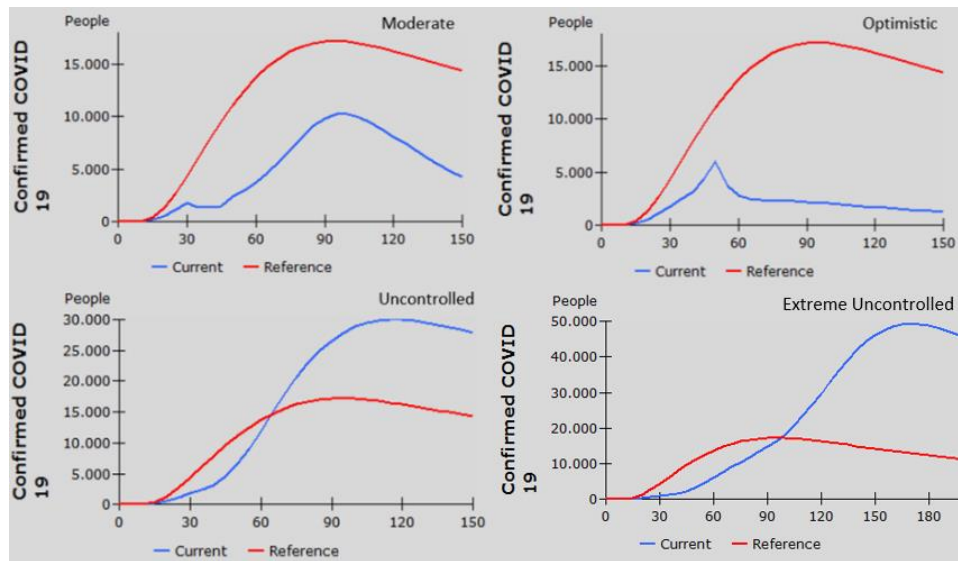 People
Moderate
Confirmed COVID
19
15.000
10.000
5.000
0
0 30 60 90 120 150
Current Reference
People
Optimistic
Confirmed COVID
19
15.000
10.000
5.000
0
0 30 60 90 120 150
Current Reference
People
Uncontrolled
Confirmed COVID
19
30.000
25.000
20.000
15.000
10.000
5.000
0
0 30 60 90 120 150
Current Reference
People
Extreme Uncontrolled
Confirmed COVID
19
50.000
40.000
30.000
20.000
10.000
0
0 30 60 90 120 150 180
Current Reference